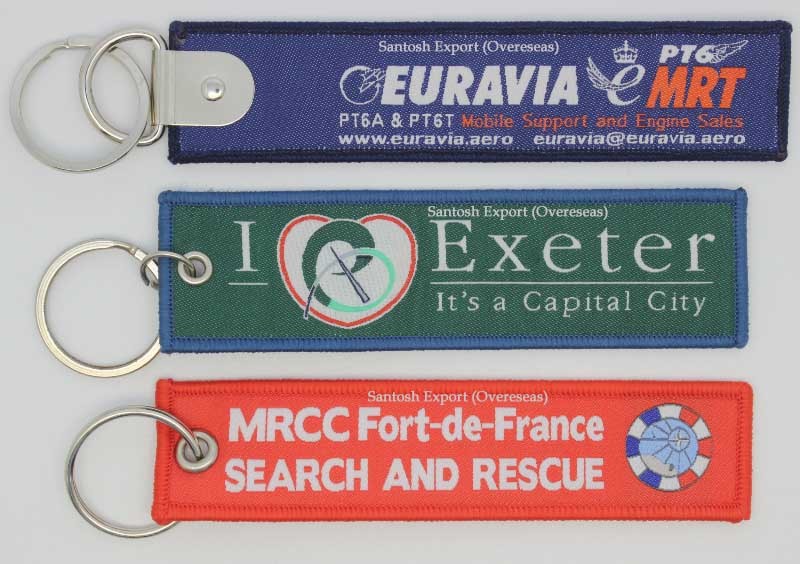 Santosh Export (Overeseas)
EURAVIA e PT6 MRT
PT6A & PT6T Mobile Support and Engine Sales
www.euravia.aero euravia@euravia.aero
Santosh Export (Overeseas)
I Exeter
It's a Capital City
Santosh Export (Overeseas)
MRCC Fort-de-France
SEARCH AND RESCUE